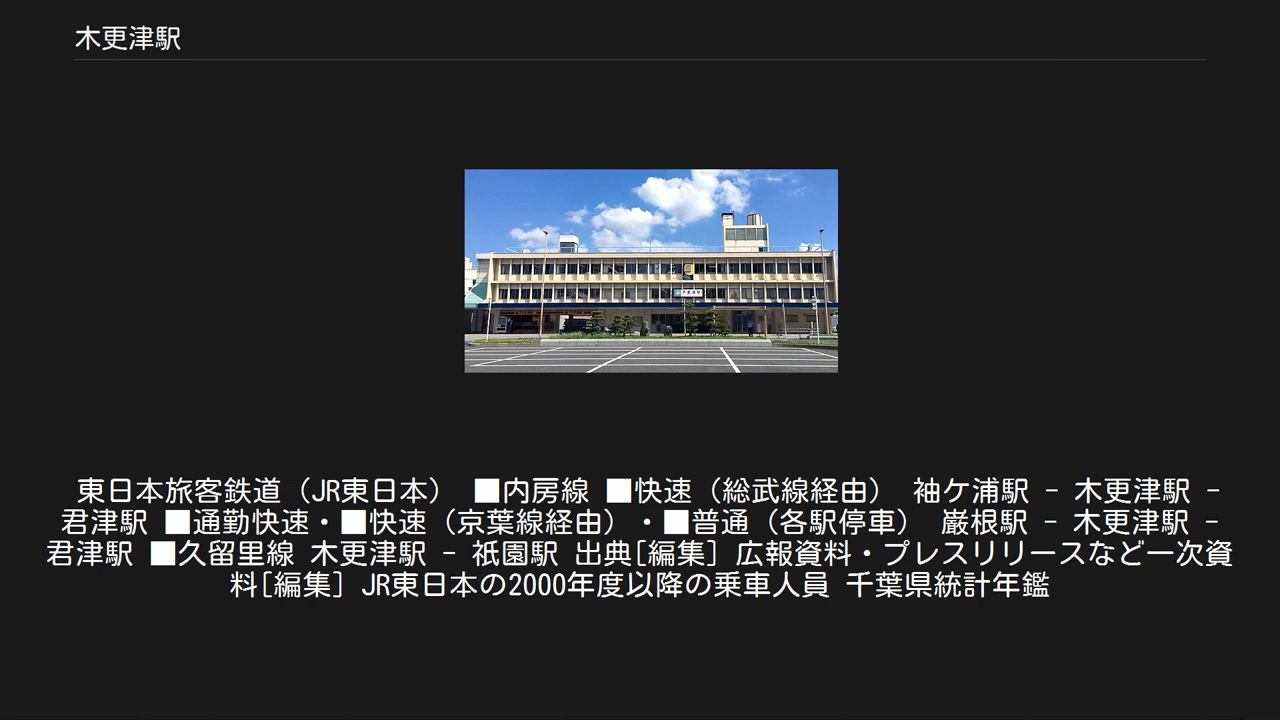 木更津駅
木更津駅
東日本旅客鉄道（JR東日本） ■内房線 ■快速（総武線経由） 袖ケ浦駅 - 木更津駅 -
君津駅 ■通勤快速・■快速（京葉線経由）・■普通（各駅停車） 巌根駅 - 木更津駅 -
君津駅 ■久留里線 木更津駅 - 祇園駅 出典[編集] 広報資料・プレスリリースなど一次資
料[編集] JR東日本の2000年度以降の乗車人員 千葉県統計年鑑